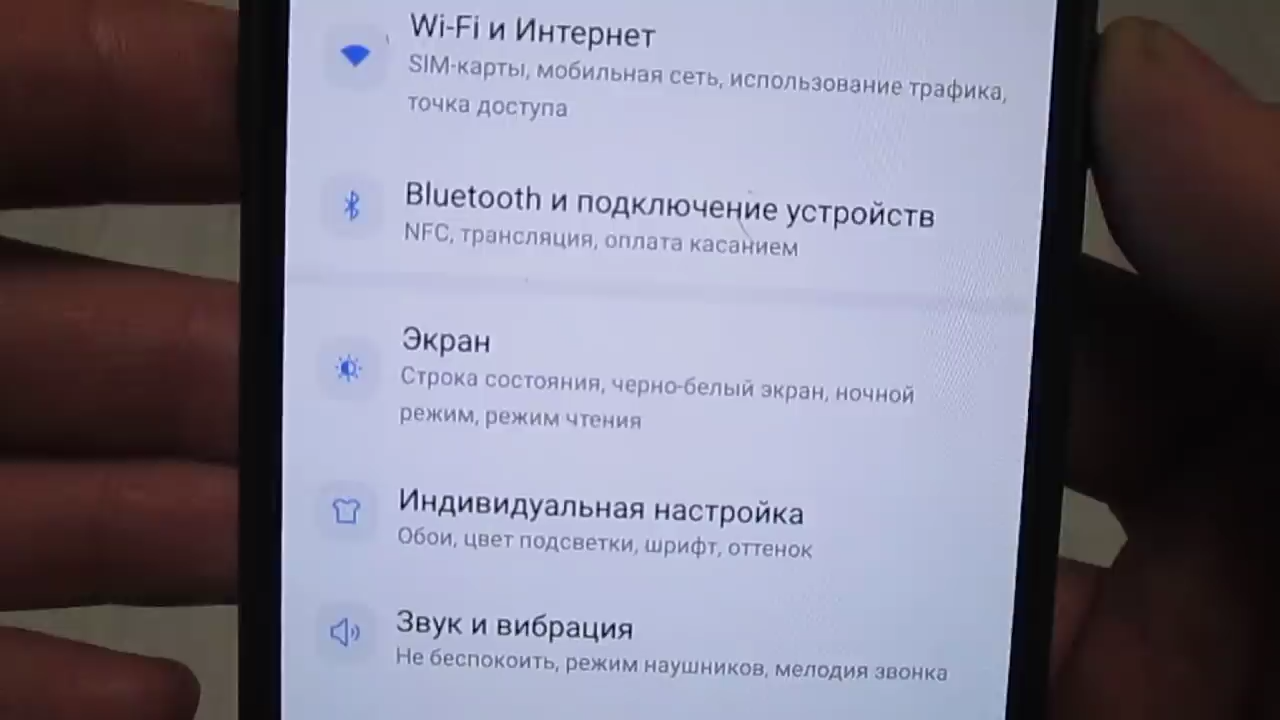 Wi-Fi и Интернет
SIM-карты, мобильная сеть, использование трафика,
точка доступа
Bluetooth и подключение устройств
NFC, трансляция, оплата касанием
Экран
Строка состояния, черно-белый экран, ночной
режим, режим чтения
Индивидуальная настройка
Обои, цвет подсветки, шрифт, оттенок
Звук и вибрация
Не беспокоить, режим наушников, мелодия звонка